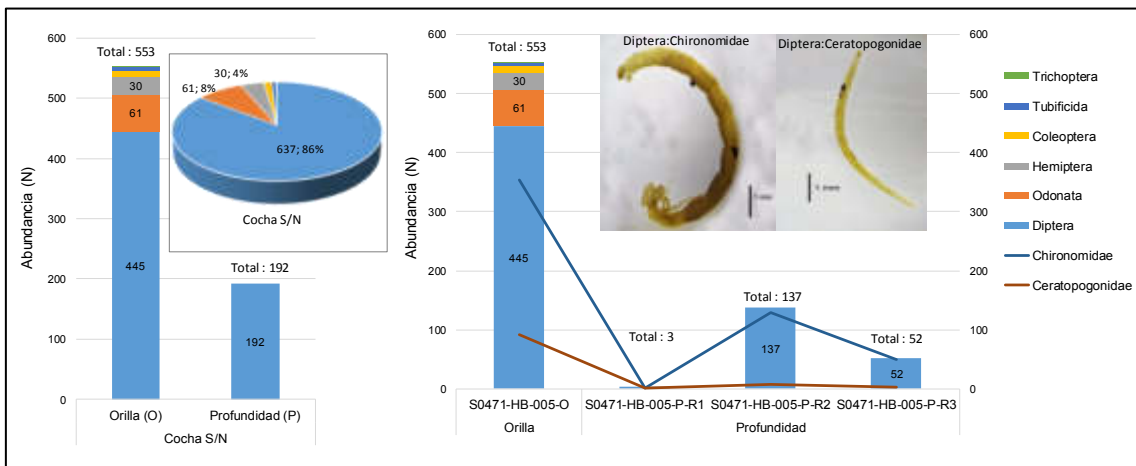 Total : 553
600
500
400
300
200
100
0
Abundancia (N)
30
61
445
Total : 192
192
Orilla (O)
Profundidad (P)
Cocha S/N
30; 4%
61; 8%
637; 86%
Cocha S/N
Total : 553
600
500
400
300
200
100
0
Abundancia (N)
30
61
445
Diptera:Chironomidae
Diptera:Ceratopogonidae
Total : 3
Total : 137
137
Total : 52
52
600
500
400
300
200
100
0
S0471-HB-005-O
S0471-HB-005-P-R1
S0471-HB-005-P-R2
S0471-HB-005-P-R3
Orilla
Profundidad
Trichoptera
Tubificida
Coleoptera
Hemiptera
Odonata
Diptera
Chironomidae
Ceratopogonidae